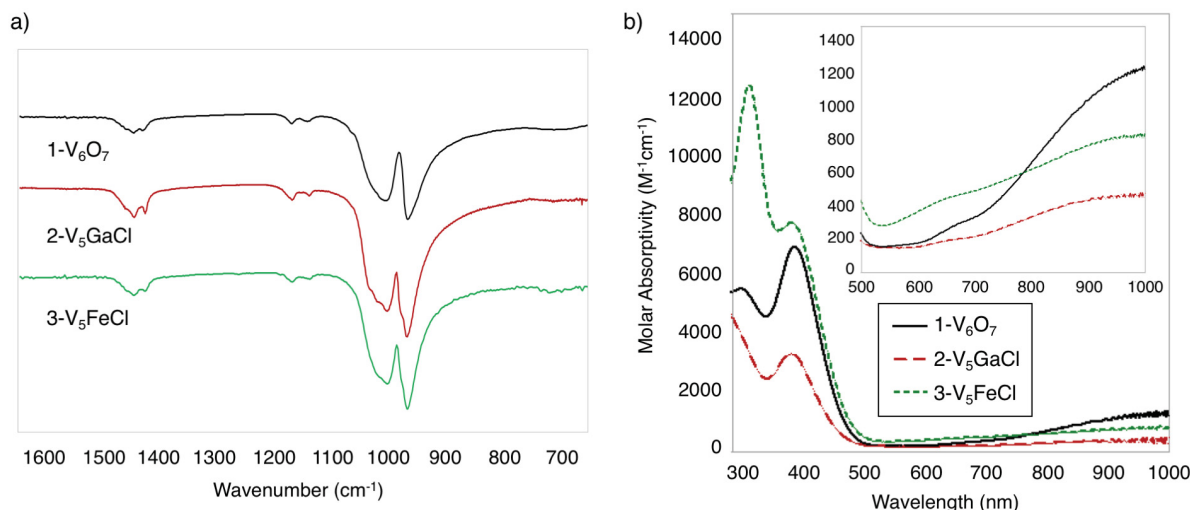 a)
1-V₆O₇
2-V₅GaCl
3-V₅FeCl
1600 1500 1400 1300 1200 1100 1000 900 800 700
Wavenumber (cm⁻¹)
b)
Molar Absorptivity (M⁻¹cm⁻¹)
14000
12000
10000
8000
6000
4000
2000
0
300 400 500 600 700 800 900 1000
Wavelength (nm)
1400
1200
1000
800
600
400
200
0
500 600 700 800 900 1000
1-V₆O₇
2-V₅GaCl
3-V₅FeCl